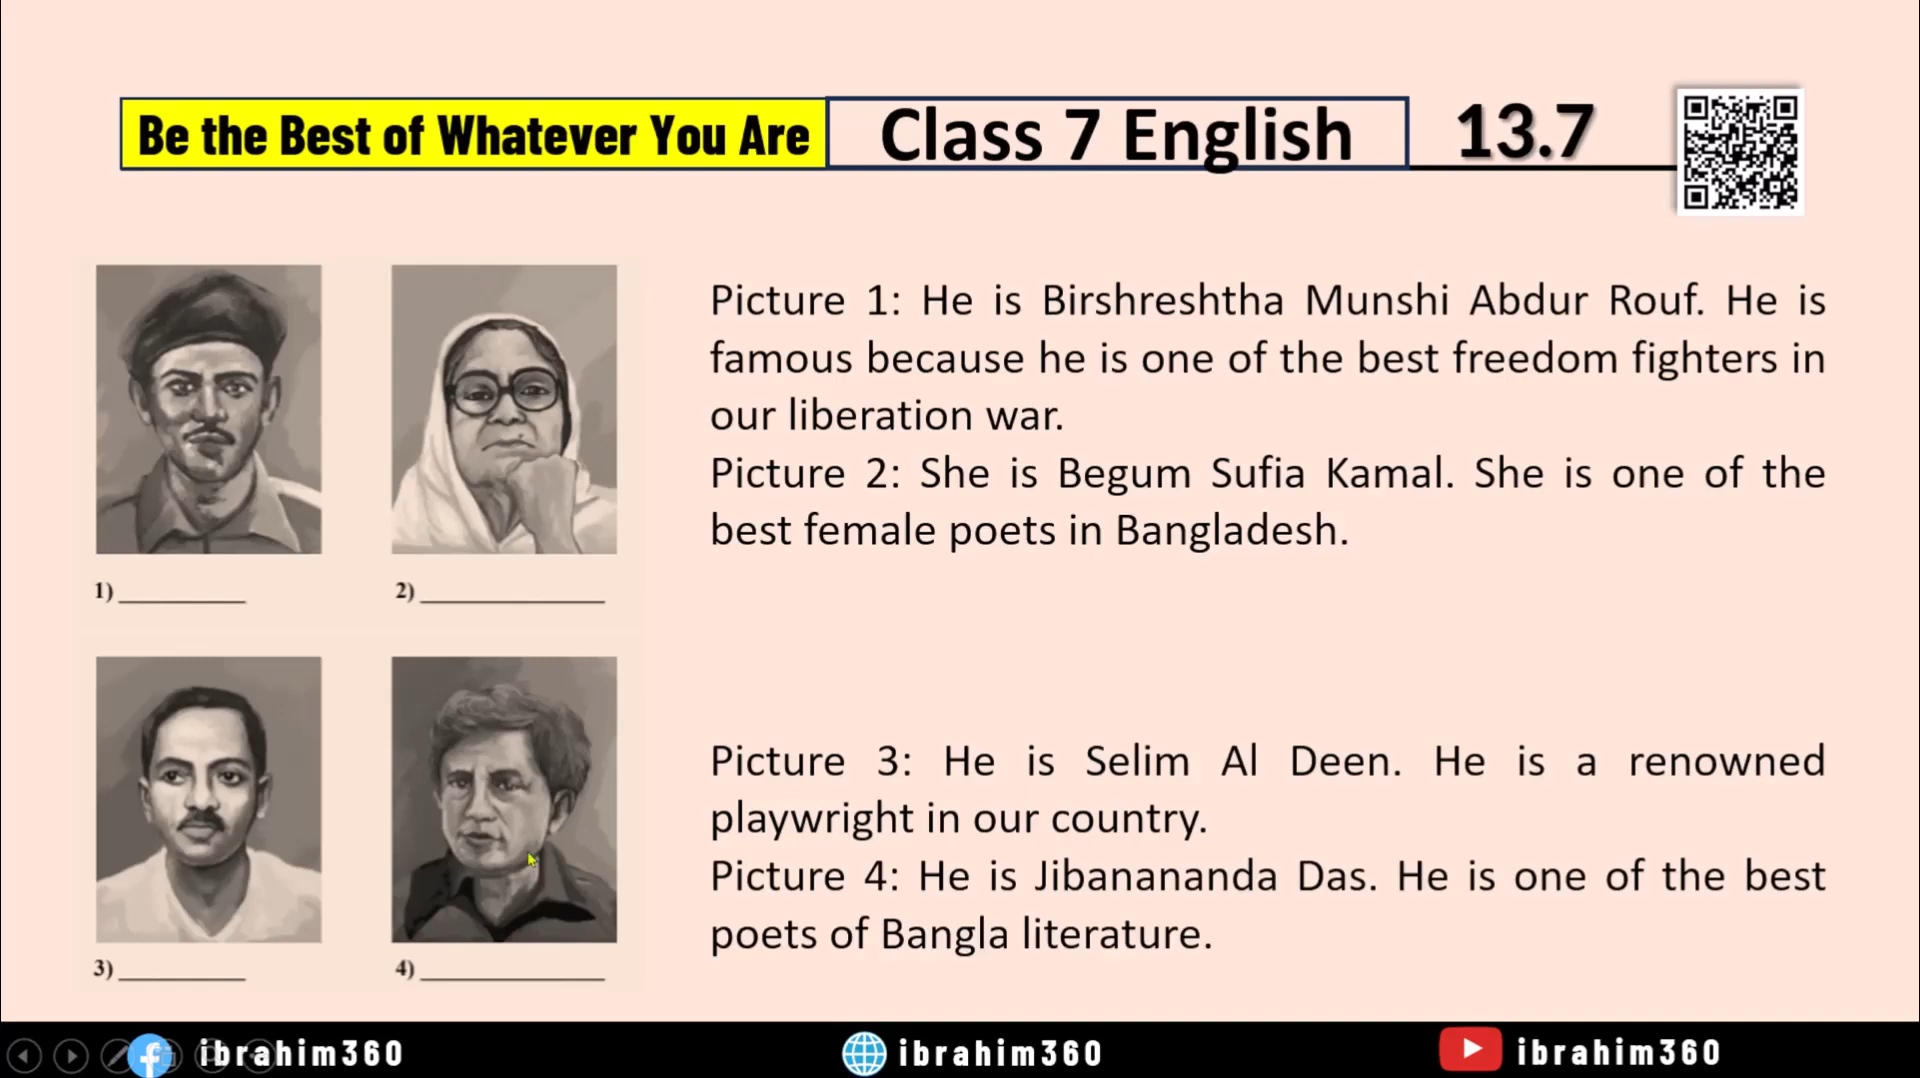 Be the Best of Whatever You Are
Class 7 English
13.7
Picture 1: He is Birshreshtha Munshi Abdur Rouf. He is
famous because he is one of the best freedom fighters in
our liberation war.
Picture 2: She is Begum Sufia Kamal. She is one of the
best female poets in Bangladesh.
1)
2)
Picture 3: He is Selim Al Deen. He is a renowned
playwright in our country.
Picture 4: He is Jibanananda Das. He is one of the best
poets of Bangla literature.
3)
4)
ibrahim360
ibrahim360
ibrahim360